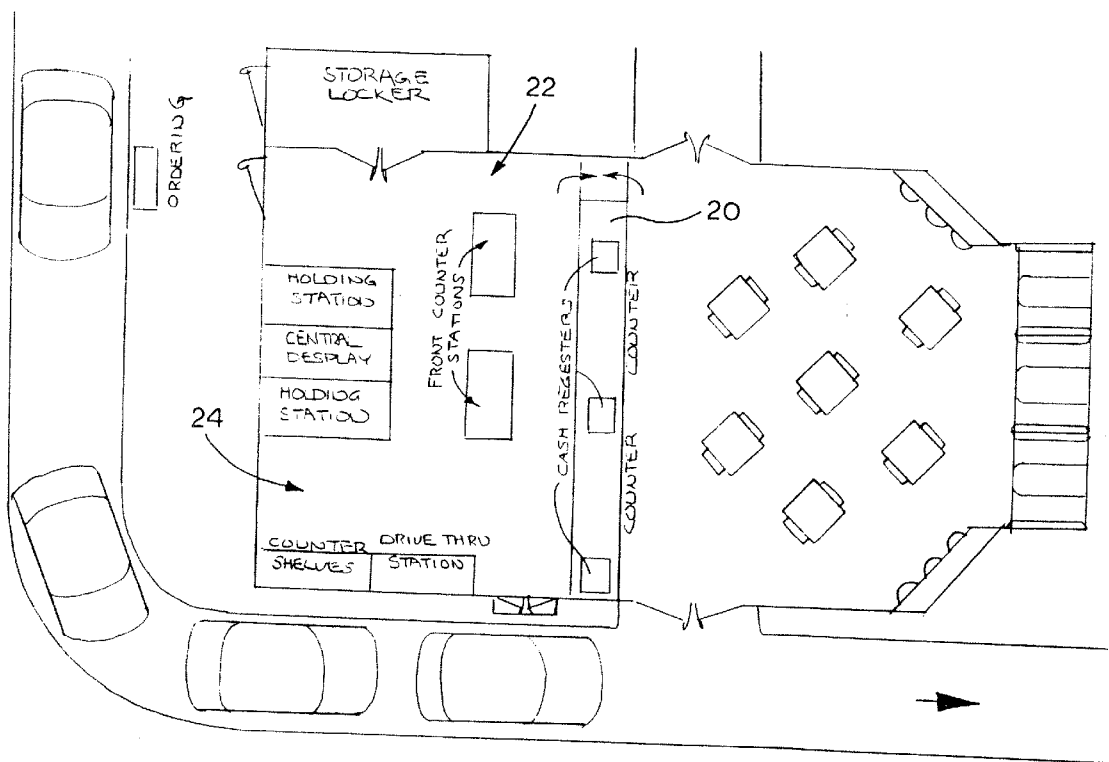 STORAGE
LOCKER
22
ORDERING
20
HOLDING
STATION
CENTRAL
DESPLAY
HOLDING
STATION
FRONT COUNTER
STATIONS
CASH REGESTERS
COUNTER
COUNTER
24
COUNTER
SHELVES
DRIVE THRU
STATION